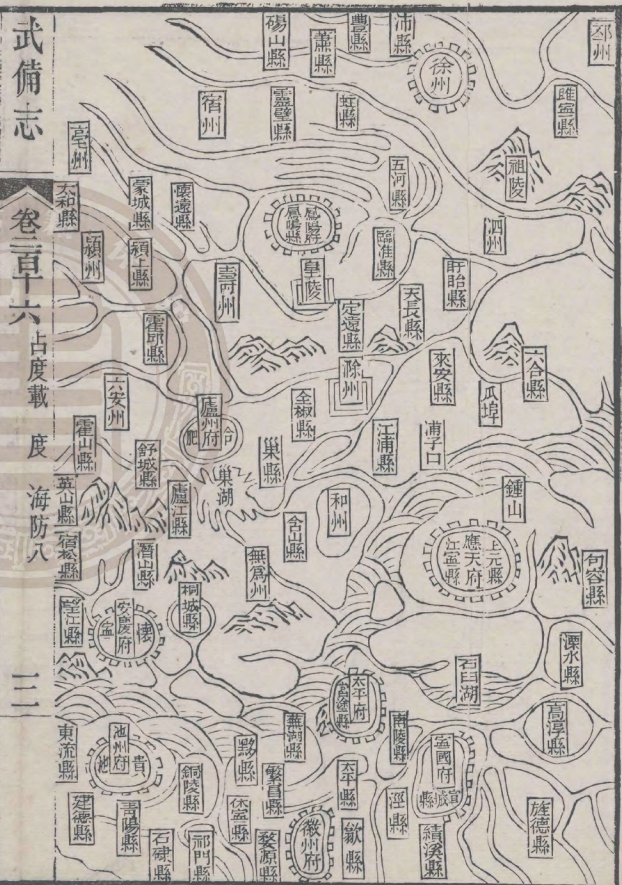 武備志
卷二百十六
占度載 度 海防八
三
邳州
沛縣
豐縣
蕭縣
碭山縣
徐州
睢寧縣
虹縣
靈璧縣
宿州
亳州
祖陵
五河縣
懷遠縣
蒙城縣
太和縣
泗州
臨淮縣
鳳陽府
鳳陽縣
潁上縣
潁州
盱眙縣
皇陵
壽州
天長縣
定遠縣
霍邱縣
六合縣
來安縣
滁州
瓜埠
全椒縣
廬州府
合肥
六安州
浦子口
江浦縣
巢縣
舒城縣
霍山縣
鍾山
和州
巢湖
廬江縣
英山縣
含山縣
上元縣
應天府
江寧縣
句容縣
無爲州
潛山縣
宿松縣
桐城縣
溧水縣
石臼湖
懷寧
安慶府
望江縣
太平府
當塗縣
高淳縣
南陵縣
蕪湖縣
黟縣
池州府
貴池
東流縣
寧國府
宣城縣
太平縣
繁昌縣
銅陵縣
旌德縣
涇縣
休寧縣
青陽縣
建德縣
績溪縣
歙縣
徽州府
婺源縣
祁門縣
石埭縣